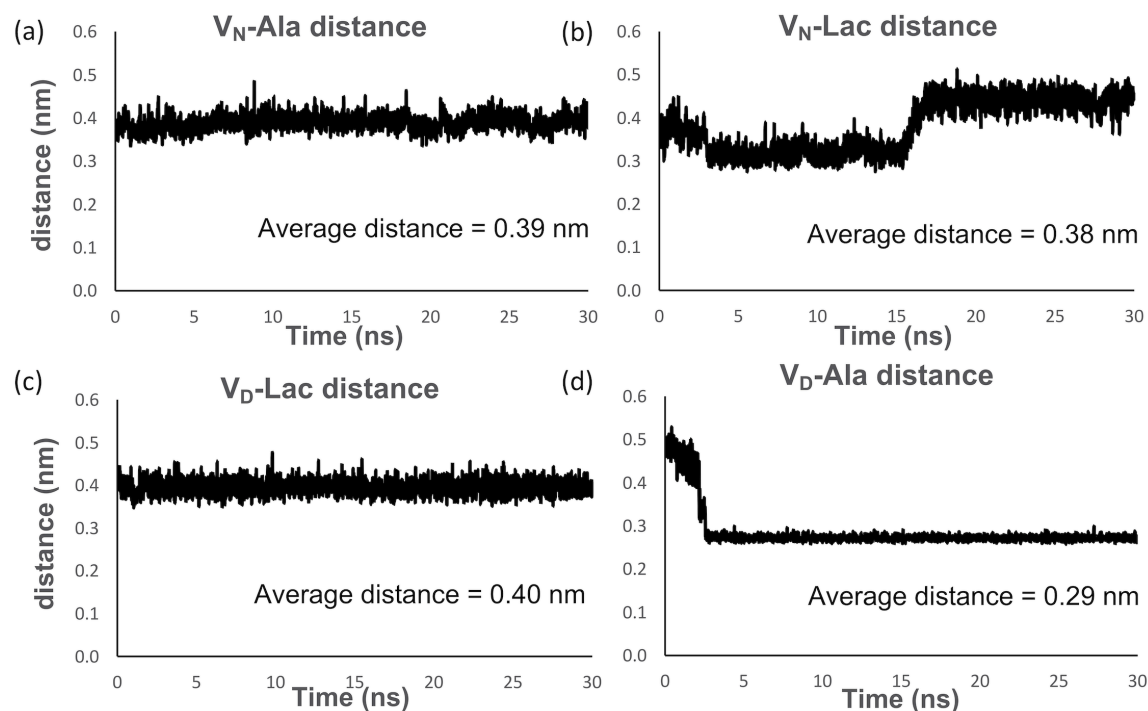 (a)
V_N-Ala distance
distance (nm)
0.6
0.5
0.4
0.3
0.2
0.1
0.0
Average distance = 0.39 nm
0 5 10 15 20 25 30
Time (ns)
(b)
V_N-Lac distance
0.6
0.5
0.4
0.3
0.2
0.1
0.0
Average distance = 0.38 nm
0 5 10 15 20 25 30
Time (ns)
(c)
V_D-Lac distance
distance (nm)
0.6
0.5
0.4
0.3
0.2
0.1
0.0
Average distance = 0.40 nm
0 5 10 15 20 25 30
Time (ns)
(d)
V_D-Ala distance
0.6
0.5
0.4
0.3
0.2
0.1
0.0
Average distance = 0.29 nm
0 5 10 15 20 25 30
Time (ns)